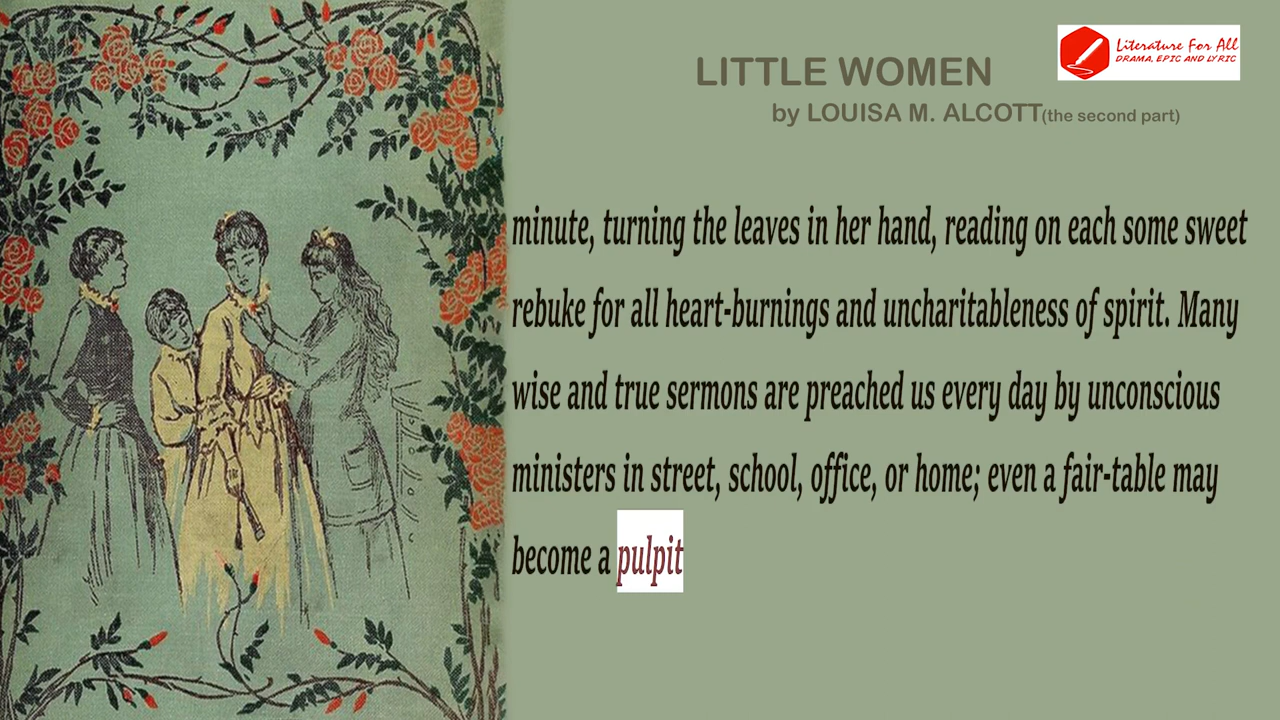 LITTLE WOMEN
by LOUISA M. ALCOTT(the second part)
Literature For All
DRAMA, EPIC AND LYRIC
minute, turning the leaves in her hand, reading on each some sweet
rebuke for all heart-burnings and uncharitableness of spirit. Many
wise and true sermons are preached us every day by unconscious
ministers in street, school, office, or home; even a fair-table may
become a pulpit